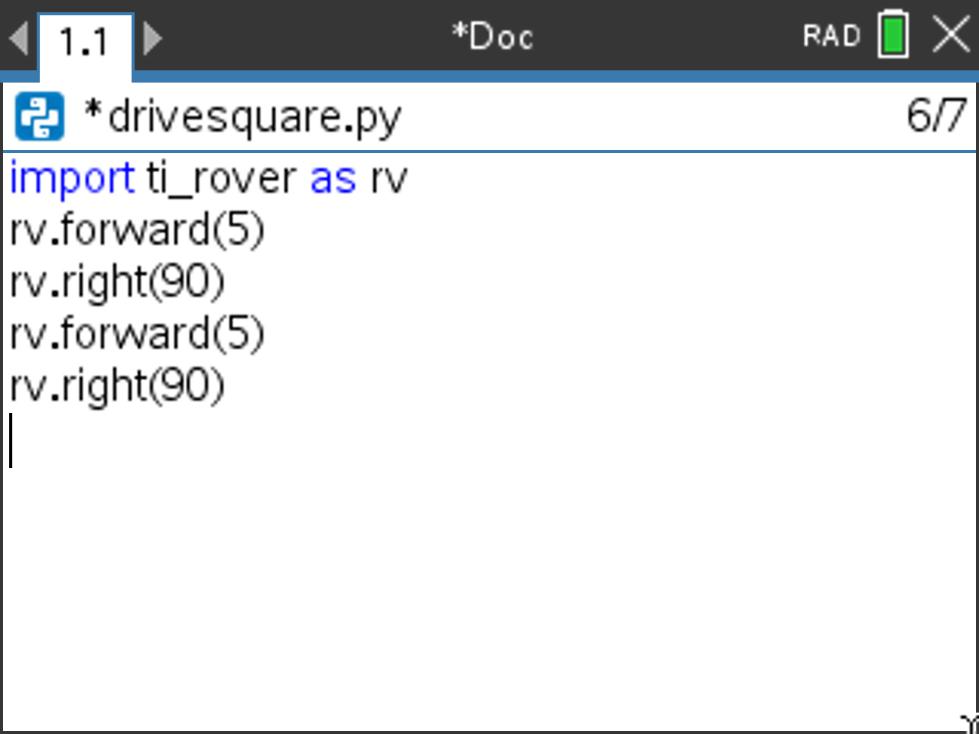 1.1
*Doc
RAD
*drivesquare.py
6/7
import ti_rover as rv
rv.forward(5)
rv.right(90)
rv.forward(5)
rv.right(90)